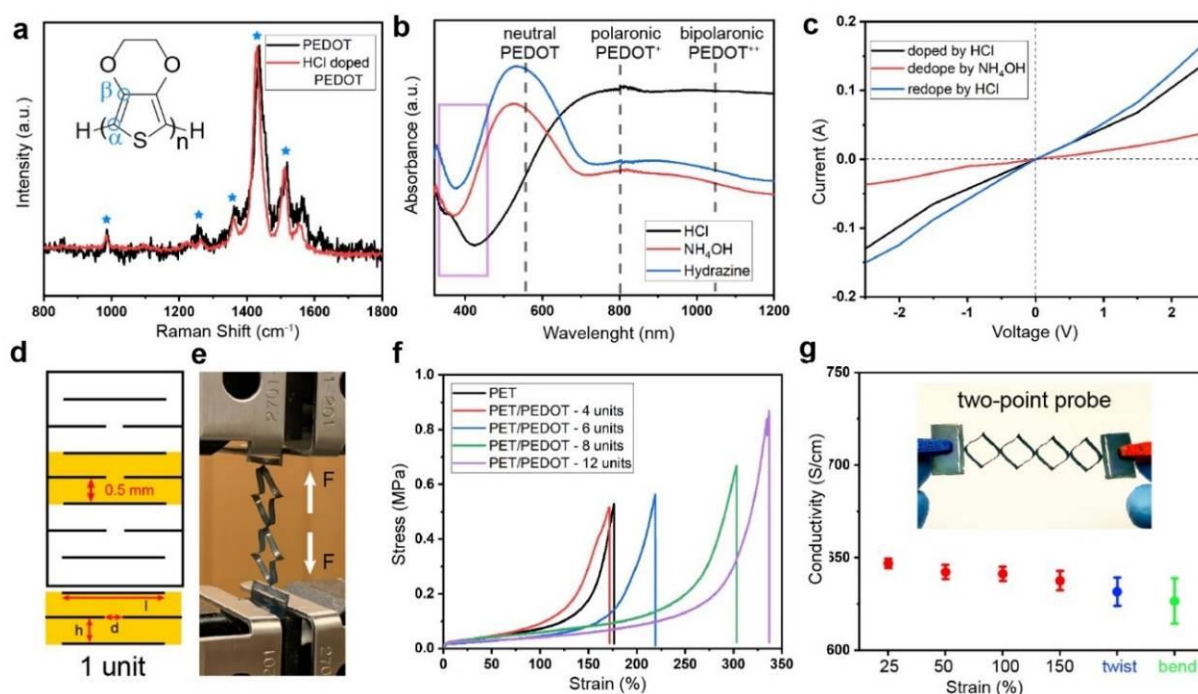 a
PEDOT
HCl doped
PEDOT
O
O
β
α
H
S
n
H
Intensity (a.u.)
800 1000 1200 1400 1600 1800
Raman Shift (cm⁻¹)
b
neutral
PEDOT
polaronic
PEDOT⁺
bipolaronic
PEDOT⁺⁺
Absorbance (a.u.)
HCl
NH₄OH
Hydrazine
400 600 800 1000 1200
Wavelenght (nm)
c
doped by HCl
dedope by NH₄OH
redope by HCl
Current (A)
0.2
0.1
0.0
-0.1
-0.2
-2 -1 0 1 2
Voltage (V)
d
0.5 mm
l
h
d
1 unit
e
2701
F
F
f
PET
PET/PEDOT - 4 units
PET/PEDOT - 6 units
PET/PEDOT - 8 units
PET/PEDOT - 12 units
Stress (MPa)
1.0
0.8
0.6
0.4
0.2
0.0
0 50 100 150 200 250 300 350
Strain (%)
g
two-point probe
Conductivity (S/cm)
750
700
350
600
25 50 100 150 twist bend
Strain (%)